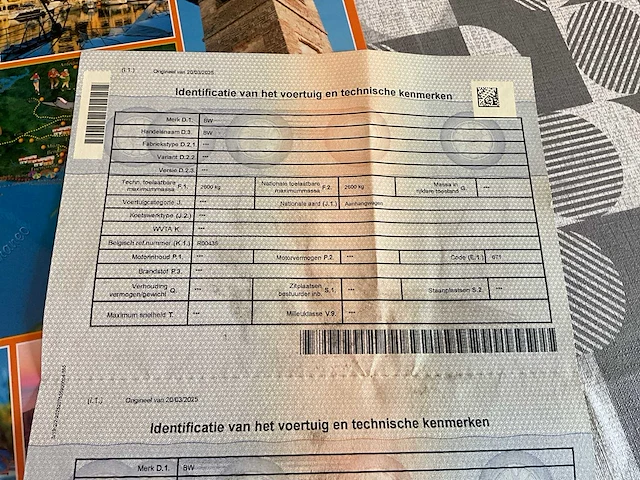 (I.T.) Origineel van 20/03/2025
Identificatie van het voertuig en technische kenmerken
Merk D.1. BW
Handelsnaam D.3. BW
Fabriekstype D.2.1. ---
Variant D.2.2. ---
Versie D.2.3. ---
Techn. toelaatbare maximummassa F.1. 2600 kg Nationale toelaatbare maximummassa F.2. 2600 kg Massa in rijklare toestand G. ---
Voertuigcategorie J. --- Nationale aard (J.1.) Aanhangwagen
Koetswerktype (J.2.) ---
WVTA K. ---
Belgisch ref.nummer (K.1.) R00436
Motorinhoud P.1. --- Motorvermogen P.2. --- Code (E.1.) 671
Brandstof P.3. ---
Verhouding vermogen/gewicht Q. --- Zitplaatsen bestuurder inb. S.1. --- Staanplaatsen S.2. ---
Maximum snelheid T. --- Milieuklasse V.9. ---
(I.T.) Origineel van 20/03/2025
Identificatie van het voertuig en technische kenmerken
Merk D.1. BW